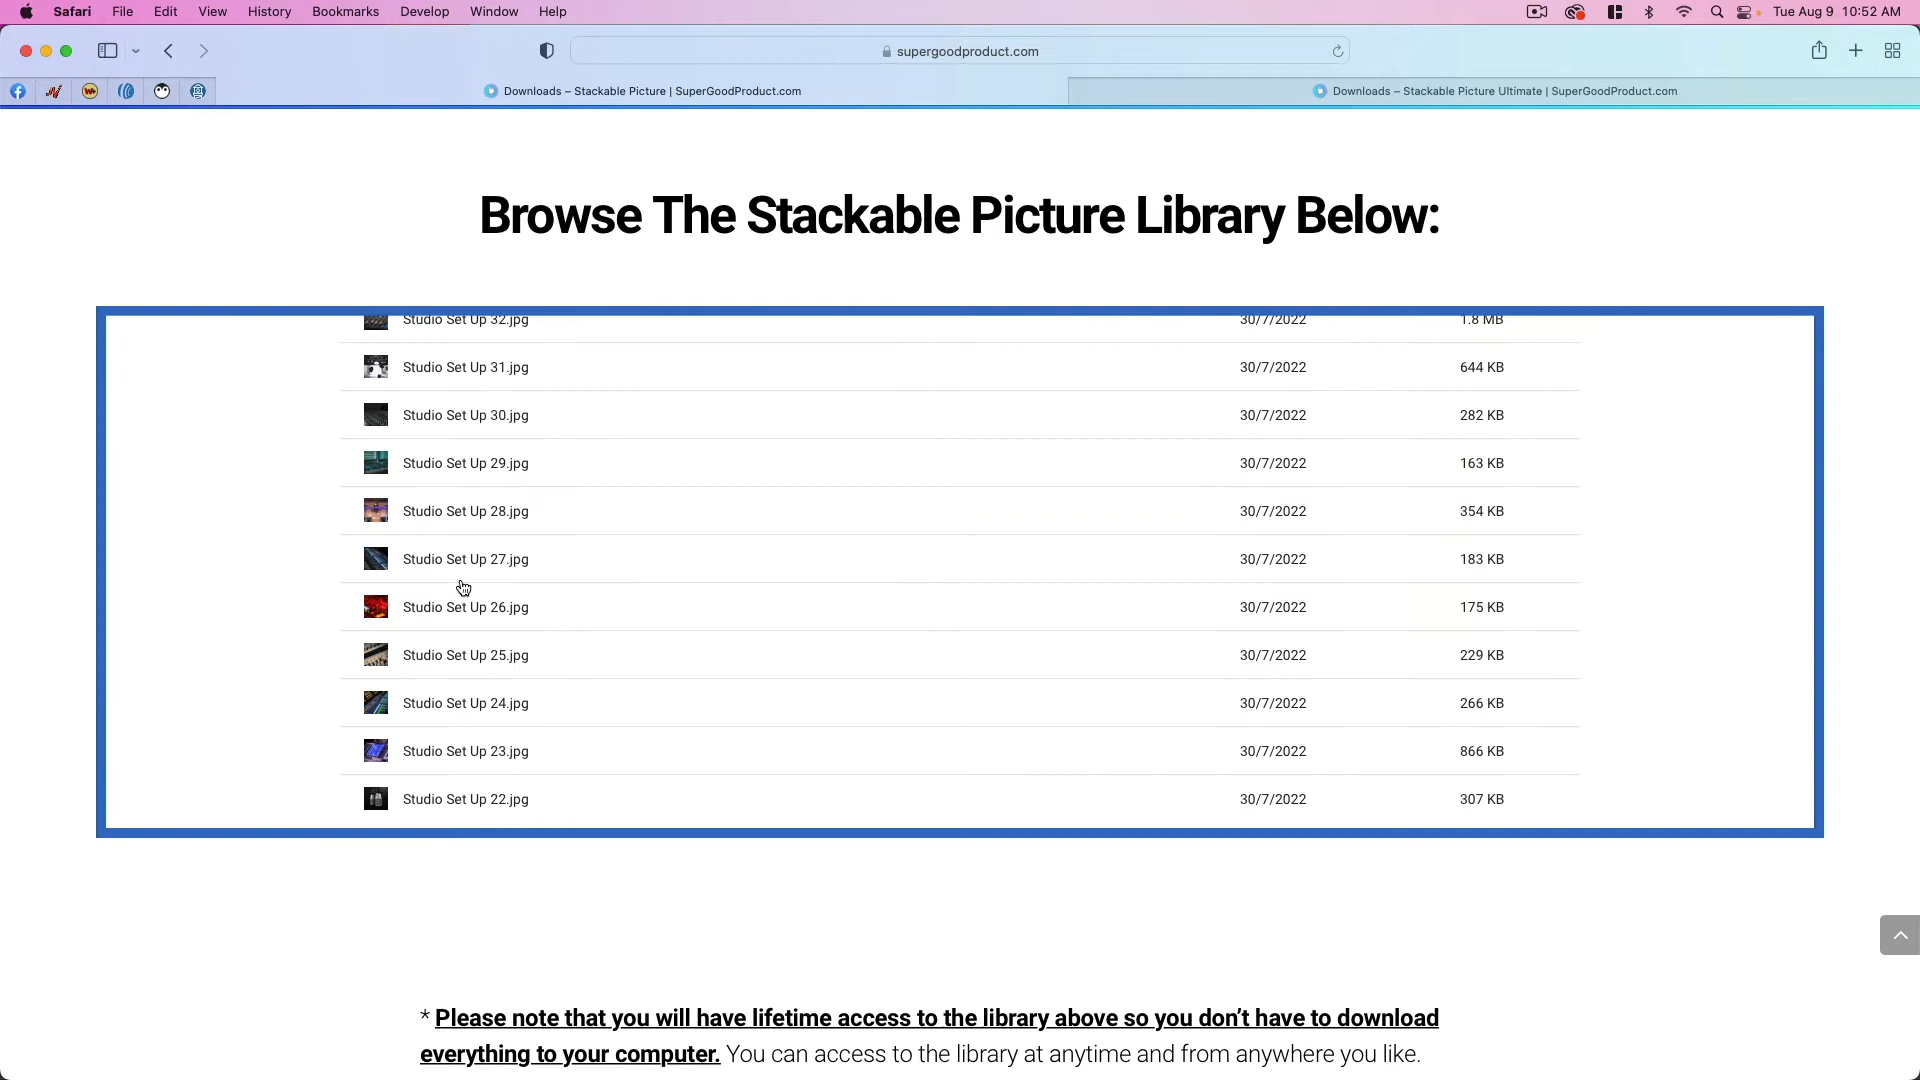 Safari File Edit View History Bookmarks Develop Window Help Tue Aug 9 10:52 AM
supergoodproduct.com
Downloads – Stackable Picture | SuperGoodProduct.com Downloads – Stackable Picture Ultimate | SuperGoodProduct.com
Browse The Stackable Picture Library Below:
Studio Set Up 32.jpg 30/7/2022 1.8 MB
Studio Set Up 31.jpg 30/7/2022 644 KB
Studio Set Up 30.jpg 30/7/2022 282 KB
Studio Set Up 29.jpg 30/7/2022 163 KB
Studio Set Up 28.jpg 30/7/2022 354 KB
Studio Set Up 27.jpg 30/7/2022 183 KB
Studio Set Up 26.jpg 30/7/2022 175 KB
Studio Set Up 25.jpg 30/7/2022 229 KB
Studio Set Up 24.jpg 30/7/2022 266 KB
Studio Set Up 23.jpg 30/7/2022 866 KB
Studio Set Up 22.jpg 30/7/2022 307 KB
* Please note that you will have lifetime access to the library above so you don't have to download
everything to your computer. You can access to the library at anytime and from anywhere you like.